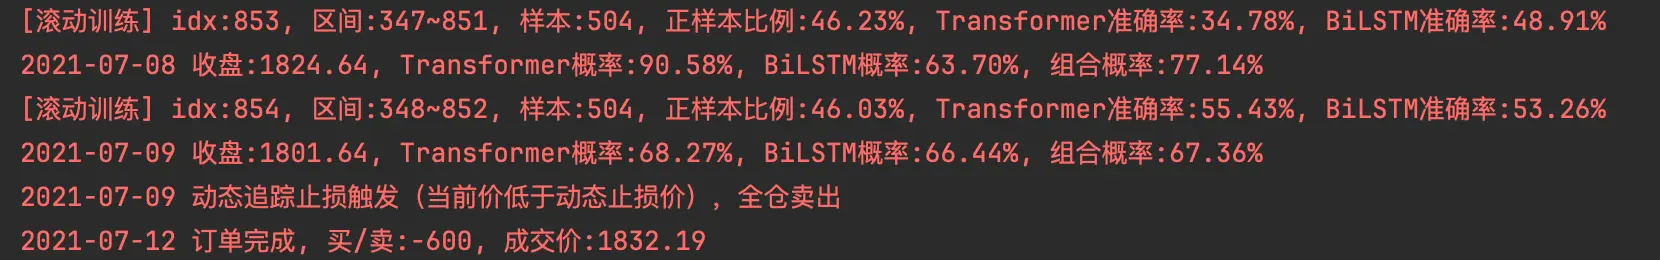 [滚动训练] idx:853, 区间:347~851, 样本:504, 正样本比例:46.23%, Transformer准确率:34.78%, BiLSTM准确率:48.91%
2021-07-08 收盘:1824.64, Transformer概率:90.58%, BiLSTM概率:63.70%, 组合概率:77.14%
[滚动训练] idx:854, 区间:348~852, 样本:504, 正样本比例:46.03%, Transformer准确率:55.43%, BiLSTM准确率:53.26%
2021-07-09 收盘:1801.64, Transformer概率:68.27%, BiLSTM概率:66.44%, 组合概率:67.36%
2021-07-09 动态追踪止损触发（当前价低于动态止损价），全仓卖出
2021-07-12 订单完成, 买/卖:-600, 成交价:1832.19